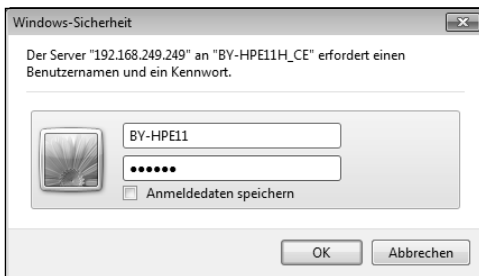 Windows-Sicherheit
Der Server "192.168.249.249" an "BY-HPE11H_CE" erfordert einen
Benutzernamen und ein Kennwort.
BY-HPE11
●●●●●●
Anmeldedaten speichern
OK
Abbrechen